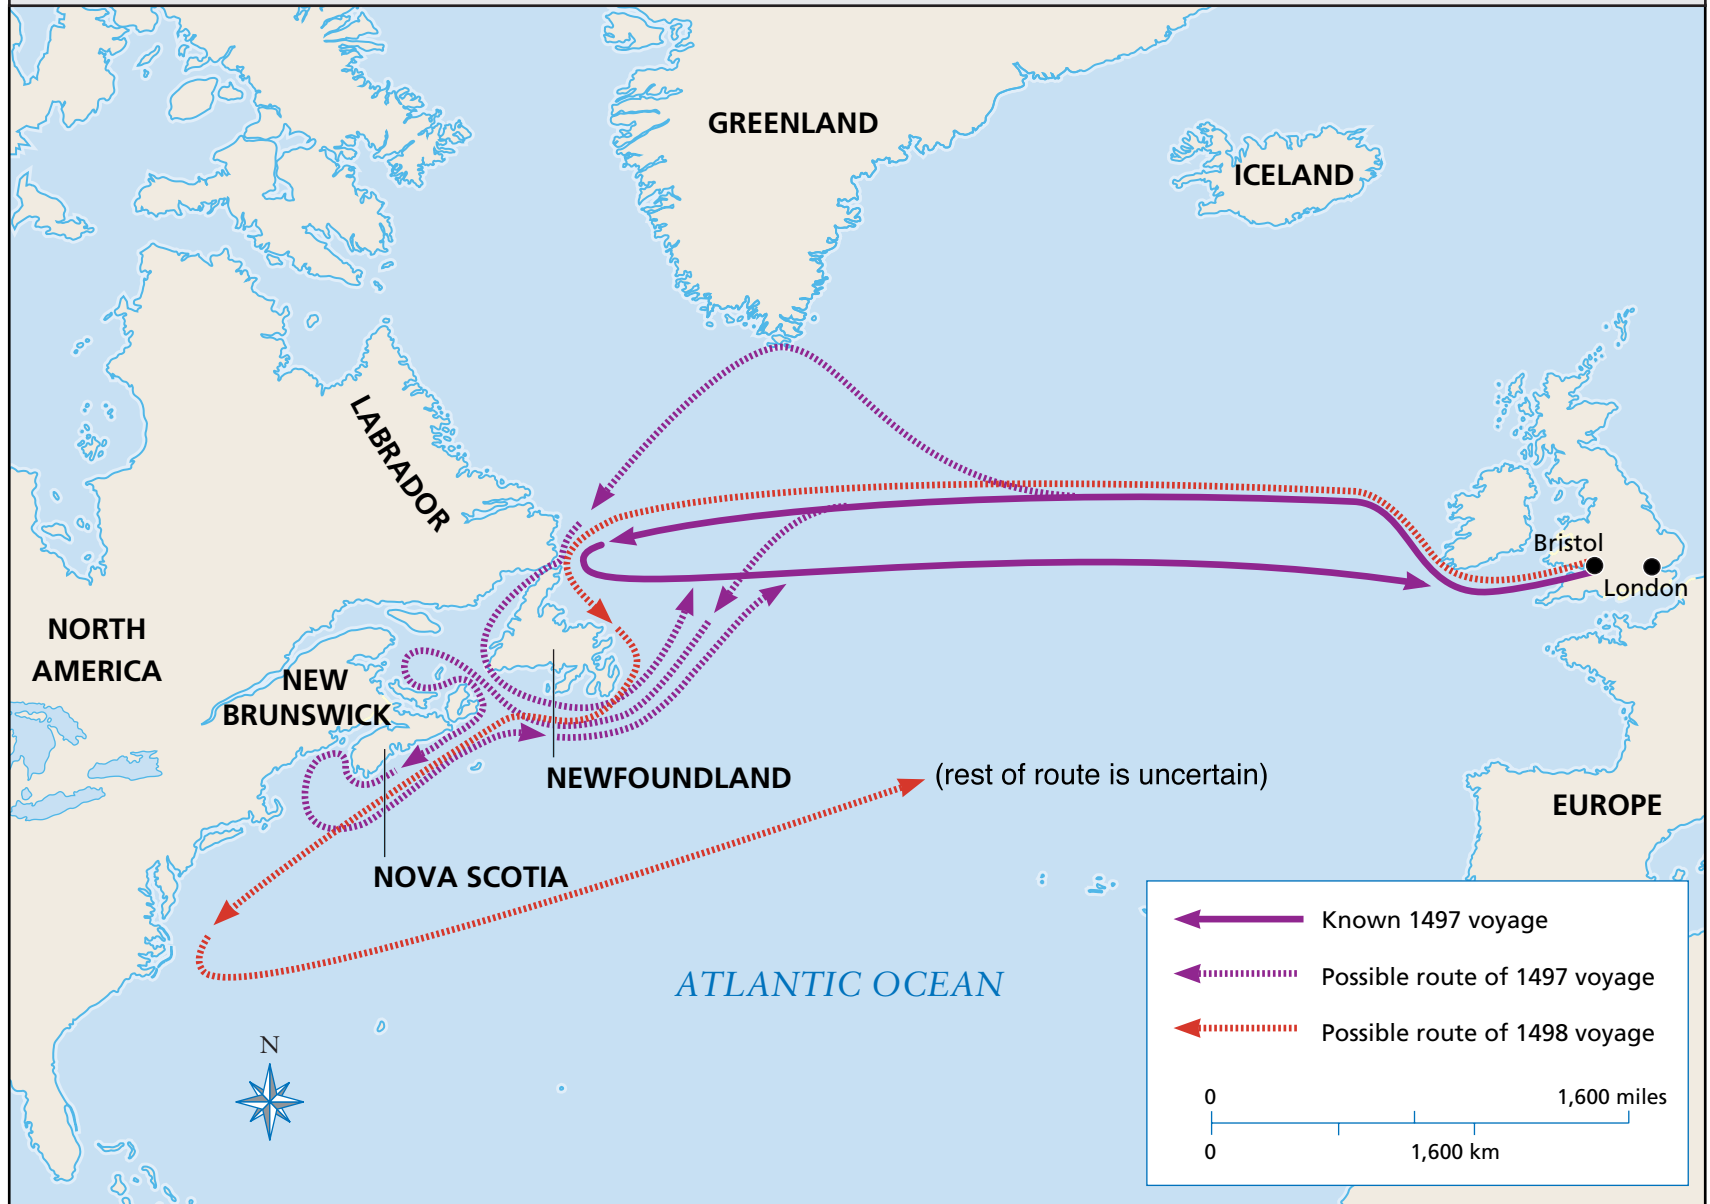 GREENLAND
ICELAND
LABRADOR
Bristol
London
NORTH
AMERICA
NEW
BRUNSWICK
NEWFOUNDLAND
(rest of route is uncertain)
EUROPE
NOVA SCOTIA
ATLANTIC OCEAN
N
Known 1497 voyage
Possible route of 1497 voyage
Possible route of 1498 voyage
0 1,600 miles
0 1,600 km